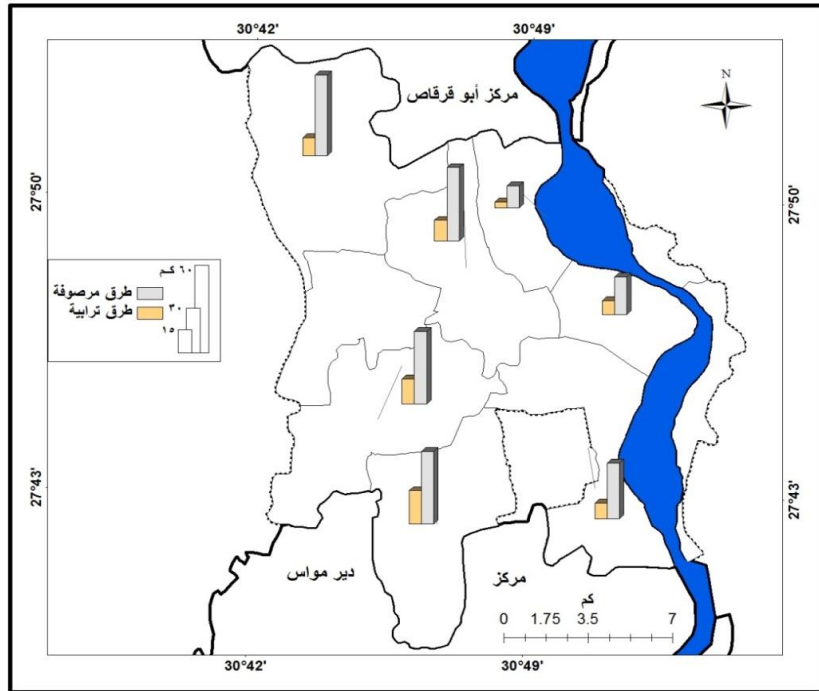 30°42' 30°49'
N
مركز أبو قرقاص
27°50' 27°50'
٦٠ كم
طرق مرصوفة
٣٠ طرق ترابية
١٥
27°43' 27°43'
دير مواس مركز
كم
0 1.75 3.5 7
30°42' 30°49'